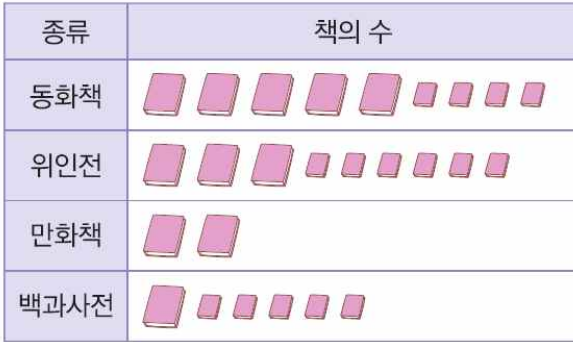 종류 책의 수
동화책
위인전
만화책
백과사전